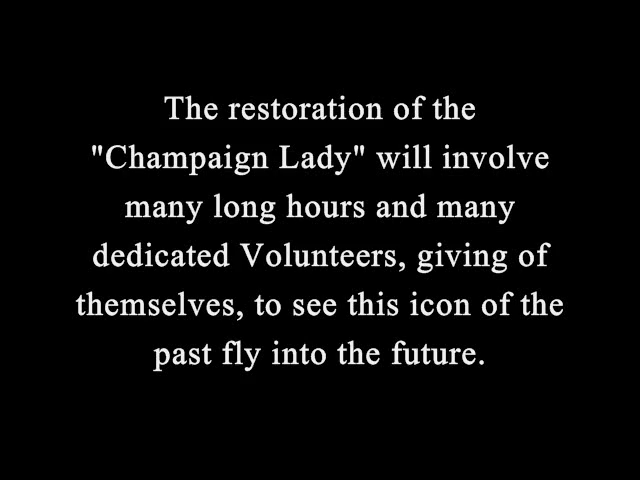 The restoration of the
"Champaign Lady" will involve
many long hours and many
dedicated Volunteers, giving of
themselves, to see this icon of the
past fly into the future.